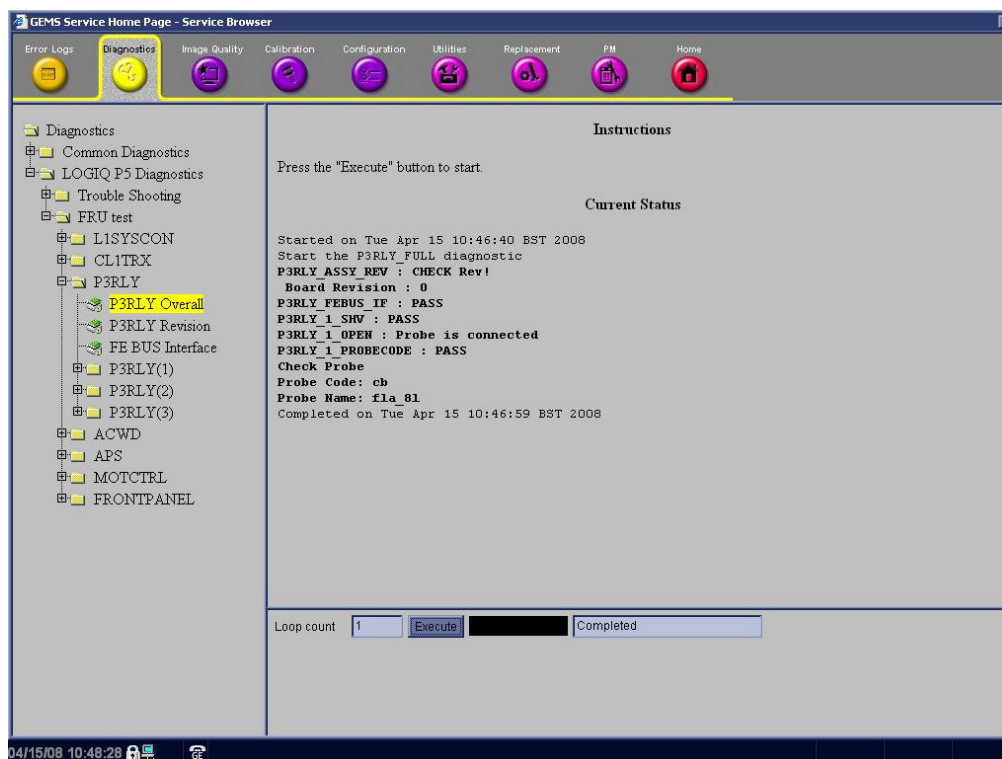 GEMS Service Home Page - Service Browser
Error Logs Diagnostics Image Quality Calibration Configuration Utilities Replacement PM Home
Diagnostics
Common Diagnostics
LOGIQ P5 Diagnostics
Trouble Shooting
FRU test
L1SYSCON
CL1TRX
P3RLY
P3RLY Overall
P3RLY Revision
FE BUS Interface
P3RLY(1)
P3RLY(2)
P3RLY(3)
ACWD
APS
MOTCTRL
FRONTPANEL
Instructions
Press the "Execute" button to start.
Current Status
Started on Tue Apr 15 10:46:40 BST 2008
Start the P3RLY_FULL diagnostic
P3RLY_ASSY_REV : CHECK Rev!
Board Revision : 0
P3RLY_FEBUS_IF : PASS
P3RLY_1_SHV : PASS
P3RLY_1_OPEN : Probe is connected
P3RLY_1_PROBECODE : PASS
Check Probe
Probe Code: cb
Probe Name: fla_8l
Completed on Tue Apr 15 10:46:59 BST 2008
Loop count 1 Execute Completed
04/15/08 10:48:28 GE